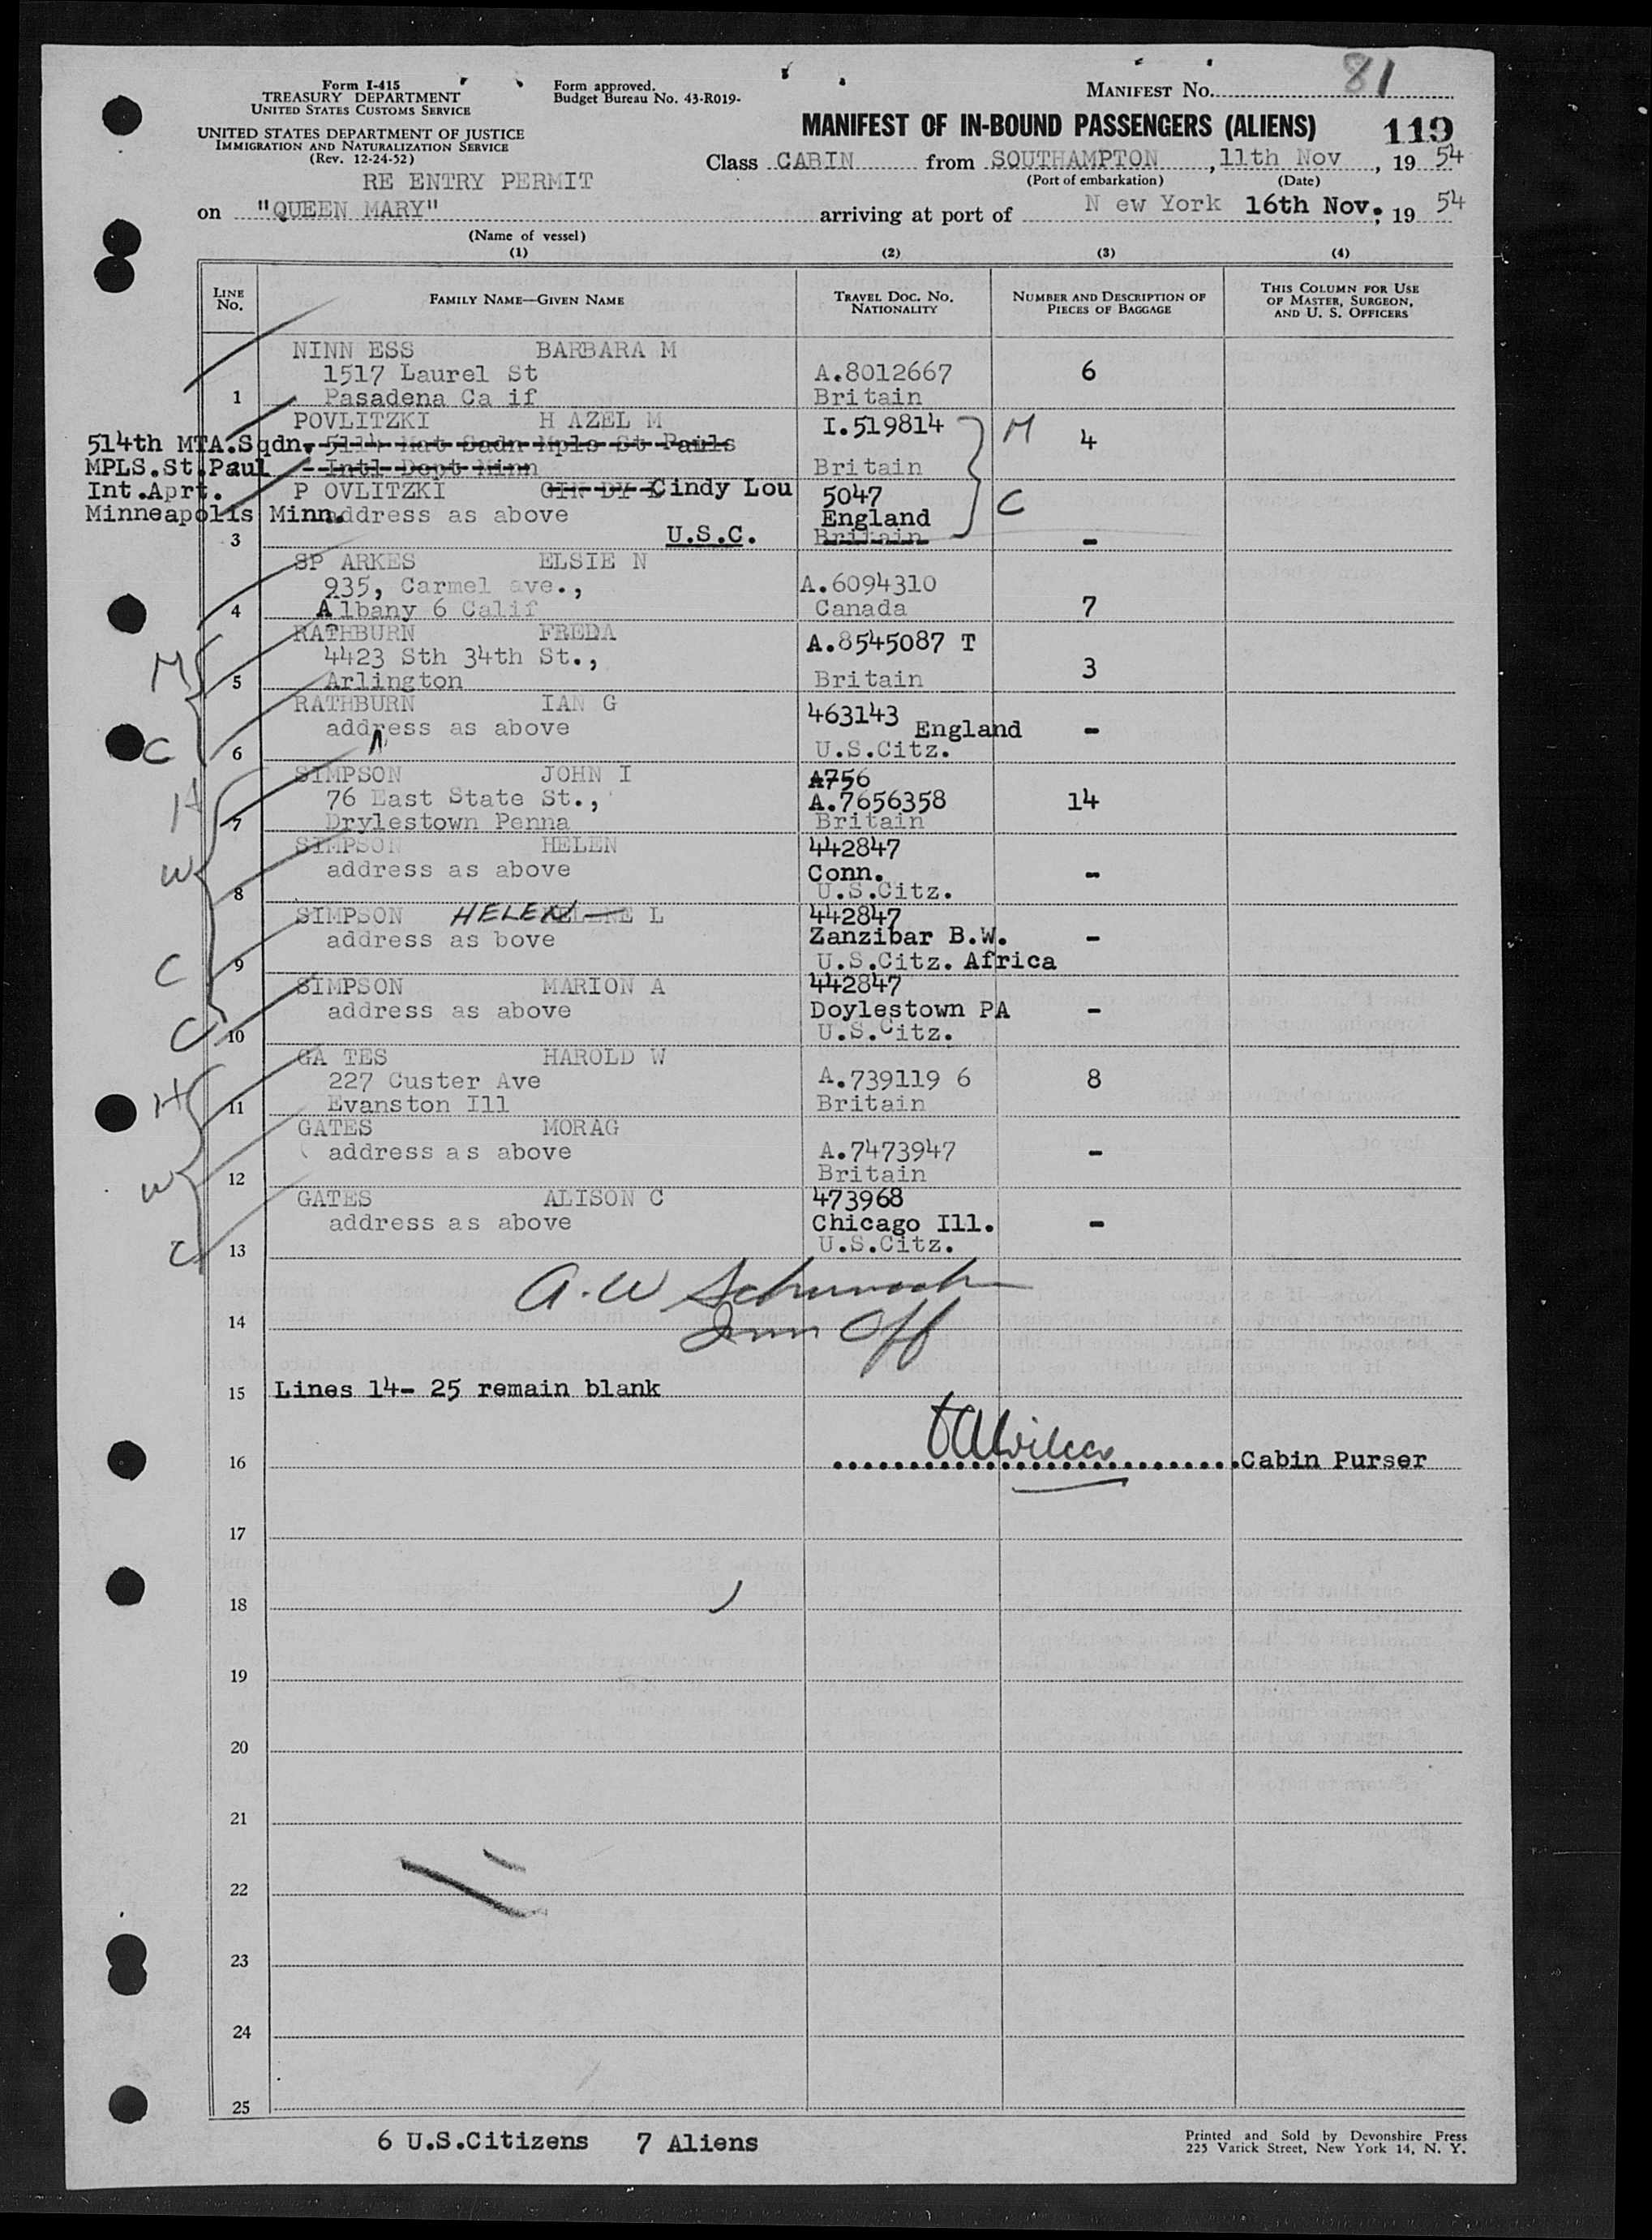 Form I-415
TREASURY DEPARTMENT
UNITED STATES CUSTOMS SERVICE
UNITED STATES DEPARTMENT OF JUSTICE
IMMIGRATION AND NATURALIZATION SERVICE
(Rev. 12-24-52)
Form approved.
Budget Bureau No. 43-R019-
MANIFEST NO. 81
MANIFEST OF IN-BOUND PASSENGERS (ALIENS) 119
Class CABIN from SOUTHAMPTON, 11th Nov, 19 54
(Port of embarkation) (Date)
RE ENTRY PERMIT
on "QUEEN MARY" arriving at port of N ew York 16th Nov. 19 54
(Name of vessel)
(1) (2) (3) (4)
LINE NO.
FAMILY NAME—GIVEN NAME
TRAVEL DOC. NO. NATIONALITY
NUMBER AND DESCRIPTION OF PIECES OF BAGGAGE
THIS COLUMN FOR USE OF MASTER, SURGEON, AND U. S. OFFICERS
NINN ESS BARBARA M
1517 Laurel St A.8012667 6
1 Pasadena Ca if Britain
POVLITZKI H AZEL M I.519814 M
514th MTA.Sqdn. 5114 Mat Sadn Mpls St Pauls 4
MPLS.St.Paul Intl Dept Minn Britain
Int.Aprt. P OVLITZKI Cindy Lou 5047 C
Minneapolis Minn. address as above England
3 U.S.C. Britain -
SP ARKES ELSIE N
935, Carmel ave., A.6094310
4 Albany 6 Calif Canada 7
RATHBURN FREDA A.8545087 T
M 4423 Sth 34th St., 3
5 Arlington Britain
RATHBURN IAN G 463143
address as above England -
C 6 U.S.Citz.
SIMPSON JOHN I A756
H 76 East State St., A.7656358 14
7 Drylestown Penna Britain
SIMPSON HELEN 442847
W address as above Conn. -
8 U.S.Citz.
SIMPSON HELEN L 442847
address as bove Zanzibar B.W. -
C 9 U.S.Citz. Africa
SIMPSON MARION A 442847
address as above Doylestown PA -
C 10 U.S.Citz.
GA TES HAROLD W
H 227 Custer Ave A.739119 6 8
11 Evanston Ill Britain
GATES MORAG
address as above A.7473947 -
W 12 Britain
GATES ALISON C 473968
address as above Chicago Ill. -
C 13 U.S.Citz.
A. W
14 Imm Off
15 Lines 14- 25 remain blank
16 Cabin Purser
17
18
19
20
21
22
23
24
25
6 U.S.Citizens 7 Aliens
Printed and Sold by Devonshire Press
225 Varick Street, New York 14, N. Y.